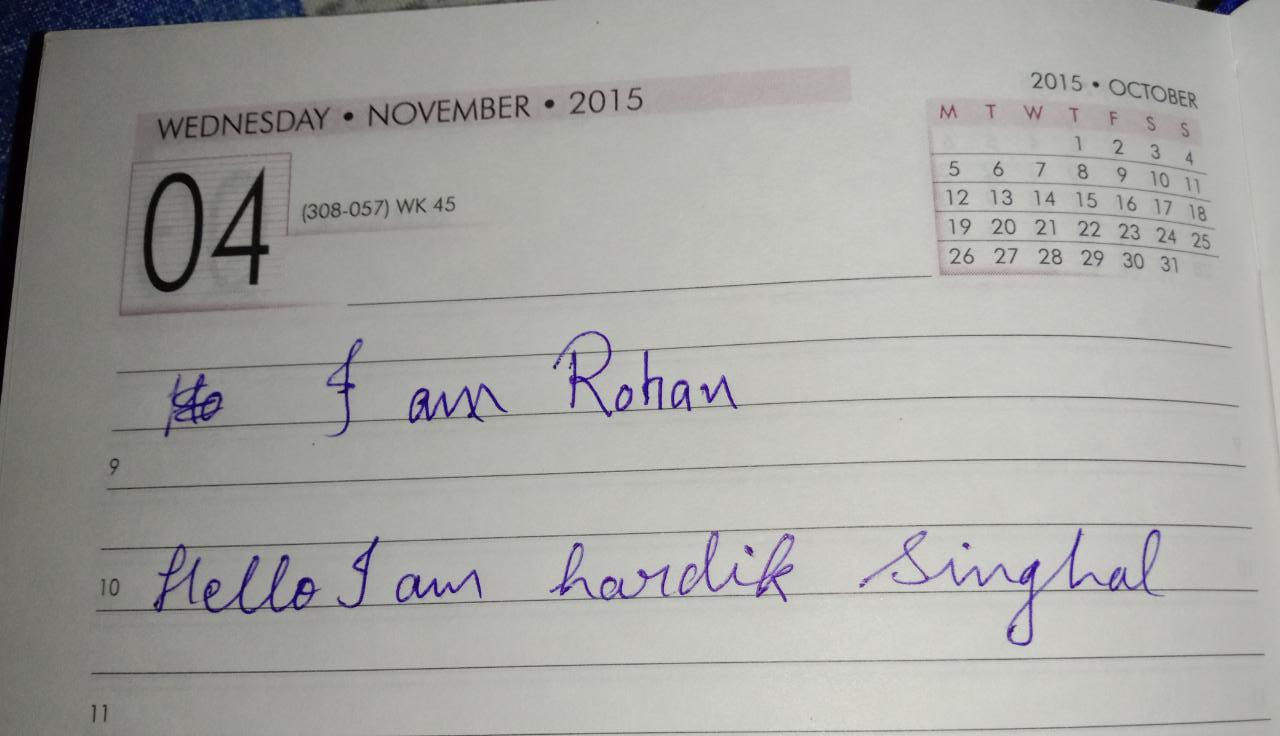 WEDNESDAY • NOVEMBER • 2015
04
(308-057) WK 45
2015 • OCTOBER
M T W T F S S
1 2 3 4
5 6 7 8 9 10 11
12 13 14 15 16 17 18
19 20 21 22 23 24 25
26 27 28 29 30 31
I am Rohan
9
10 Hello I am hardik Singhal
11